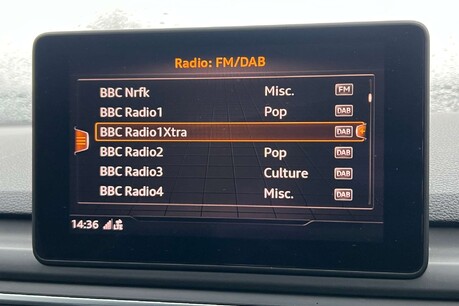 Radio: FM/DAB
BBC Nrfk Misc. FM
BBC Radio1 Pop DAB
BBC Radio1Xtra DAB
BBC Radio2 Pop DAB
BBC Radio3 Culture DAB
BBC Radio4 Misc. DAB
14:36 LTE